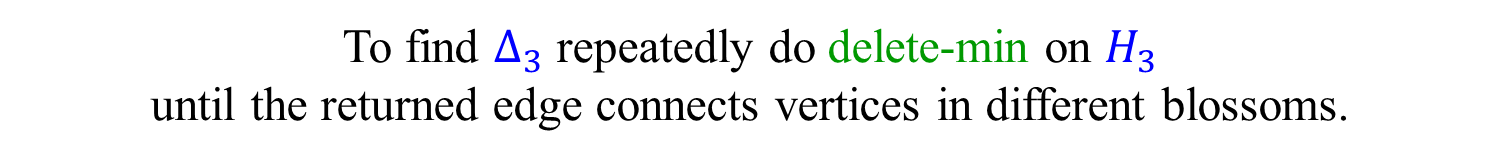 To find Δ₃ repeatedly do delete-min on H₃
until the returned edge connects vertices in different blossoms.